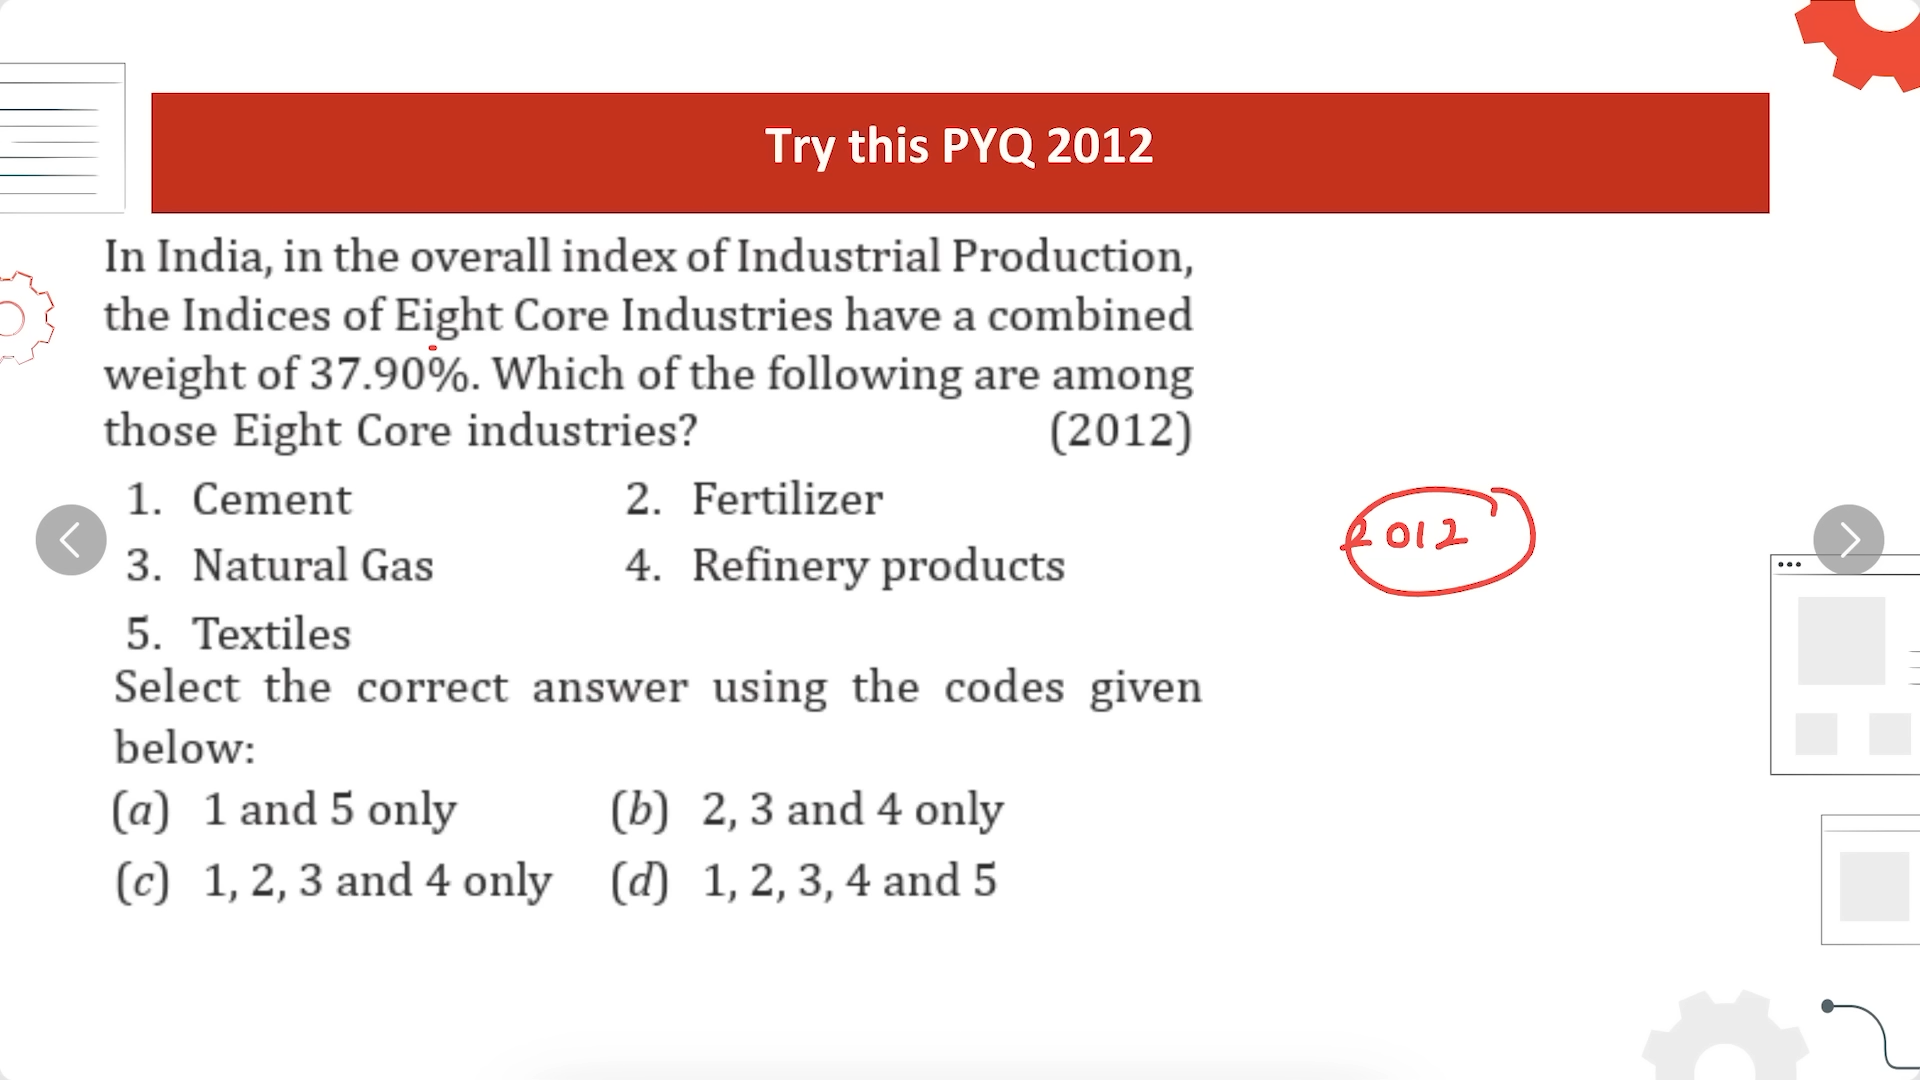 Try this PYQ 2012
In India, in the overall index of Industrial Production,
the Indices of Eight Core Industries have a combined
weight of 37.90%. Which of the following are among
those Eight Core industries? (2012)
1. Cement 2. Fertilizer
3. Natural Gas 4. Refinery products
5. Textiles
2012
Select the correct answer using the codes given
below:
(a) 1 and 5 only (b) 2, 3 and 4 only
(c) 1, 2, 3 and 4 only (d) 1, 2, 3, 4 and 5